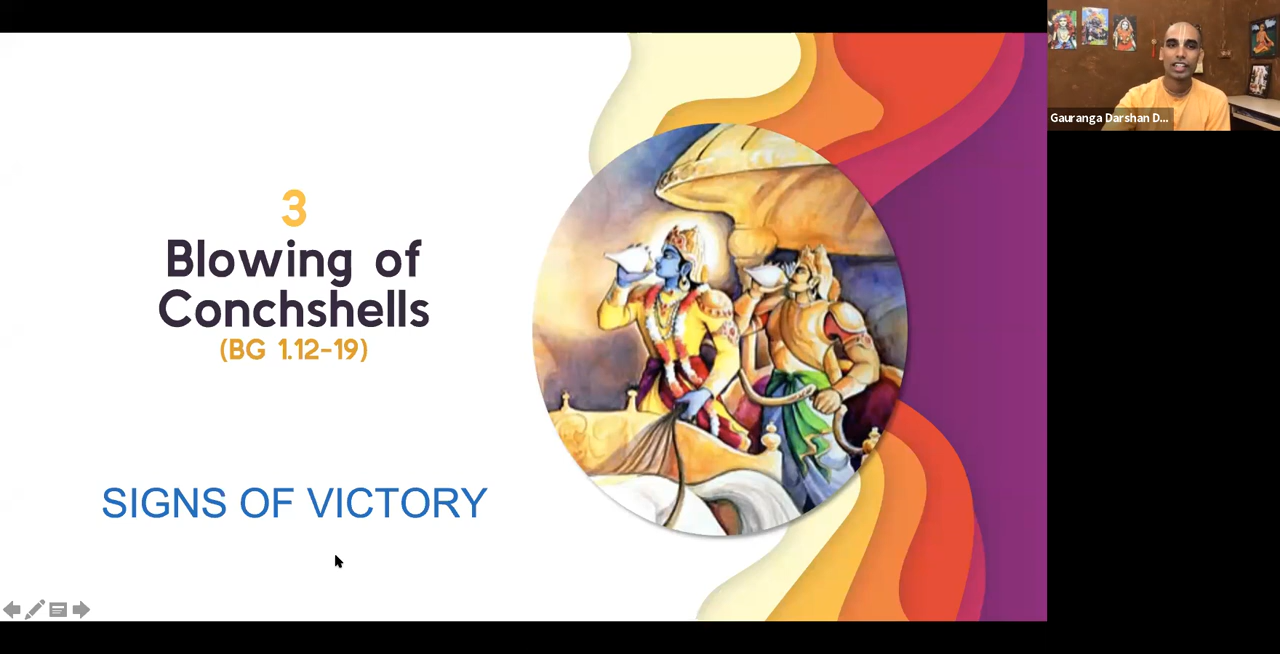 3
Blowing of
Conchshells
(BG 1.12-19)
SIGNS OF VICTORY
Gauranga Darshan D...